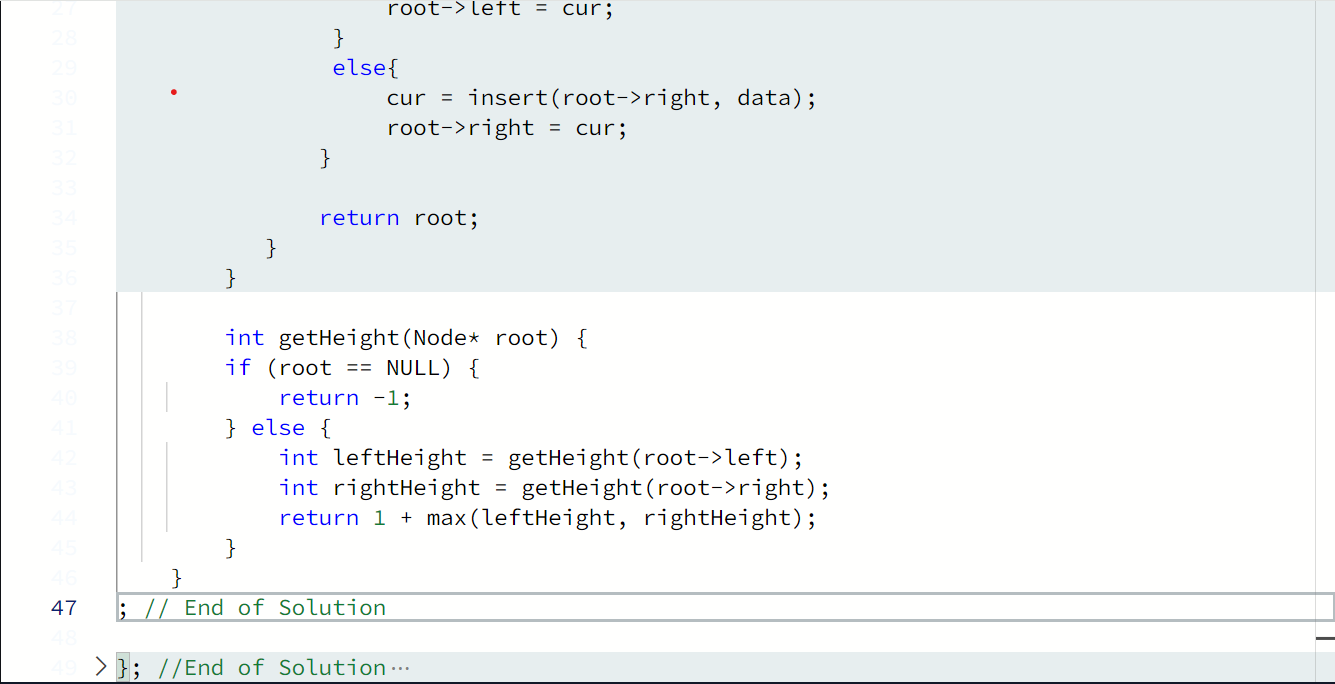 27 root->left = cur;
28 }
29 else{
30 cur = insert(root->right, data);
31 root->right = cur;
32 }
33
34 return root;
35 }
36 }
37
38 int getHeight(Node* root) {
39 if (root == NULL) {
40 return -1;
41 } else {
42 int leftHeight = getHeight(root->left);
43 int rightHeight = getHeight(root->right);
44 return 1 + max(leftHeight, rightHeight);
45 }
46 }
47 ; // End of Solution
48
49 }; //End of Solution⋯